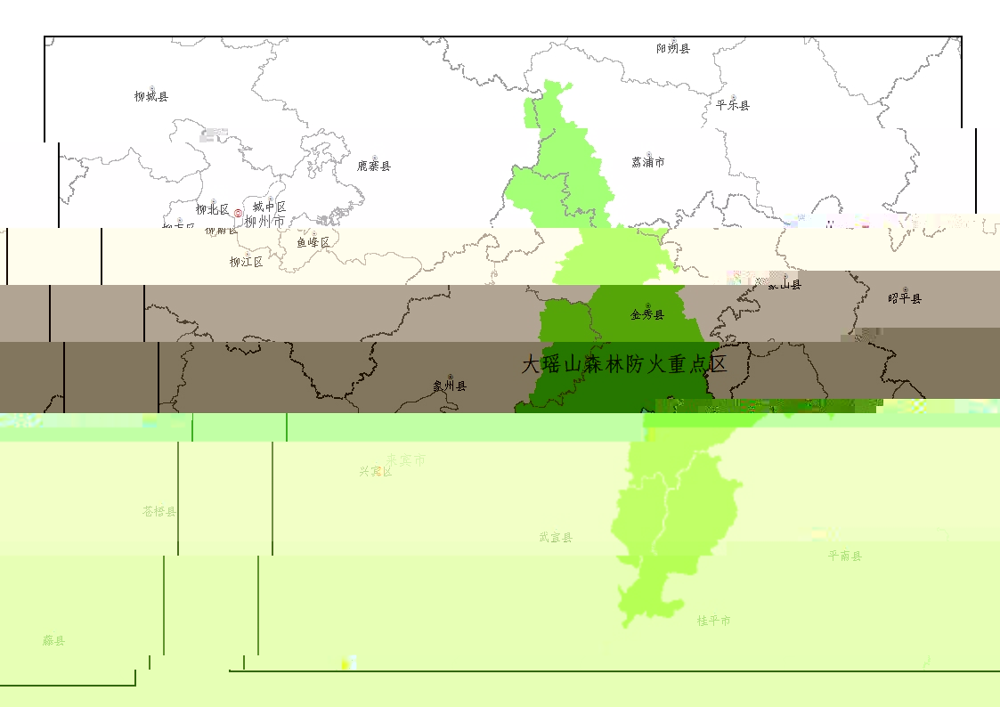 阳朔县
柳城县
平乐县
荔浦市
鹿寨县
城中区
柳北区
柳州市
柳南区
鱼峰区
柳江区
昭平县
金秀县
大瑶山森林防火重点区
象州县
来宾市
兴宾区
苍梧县
武宣县
平南县
桂平市
藤县